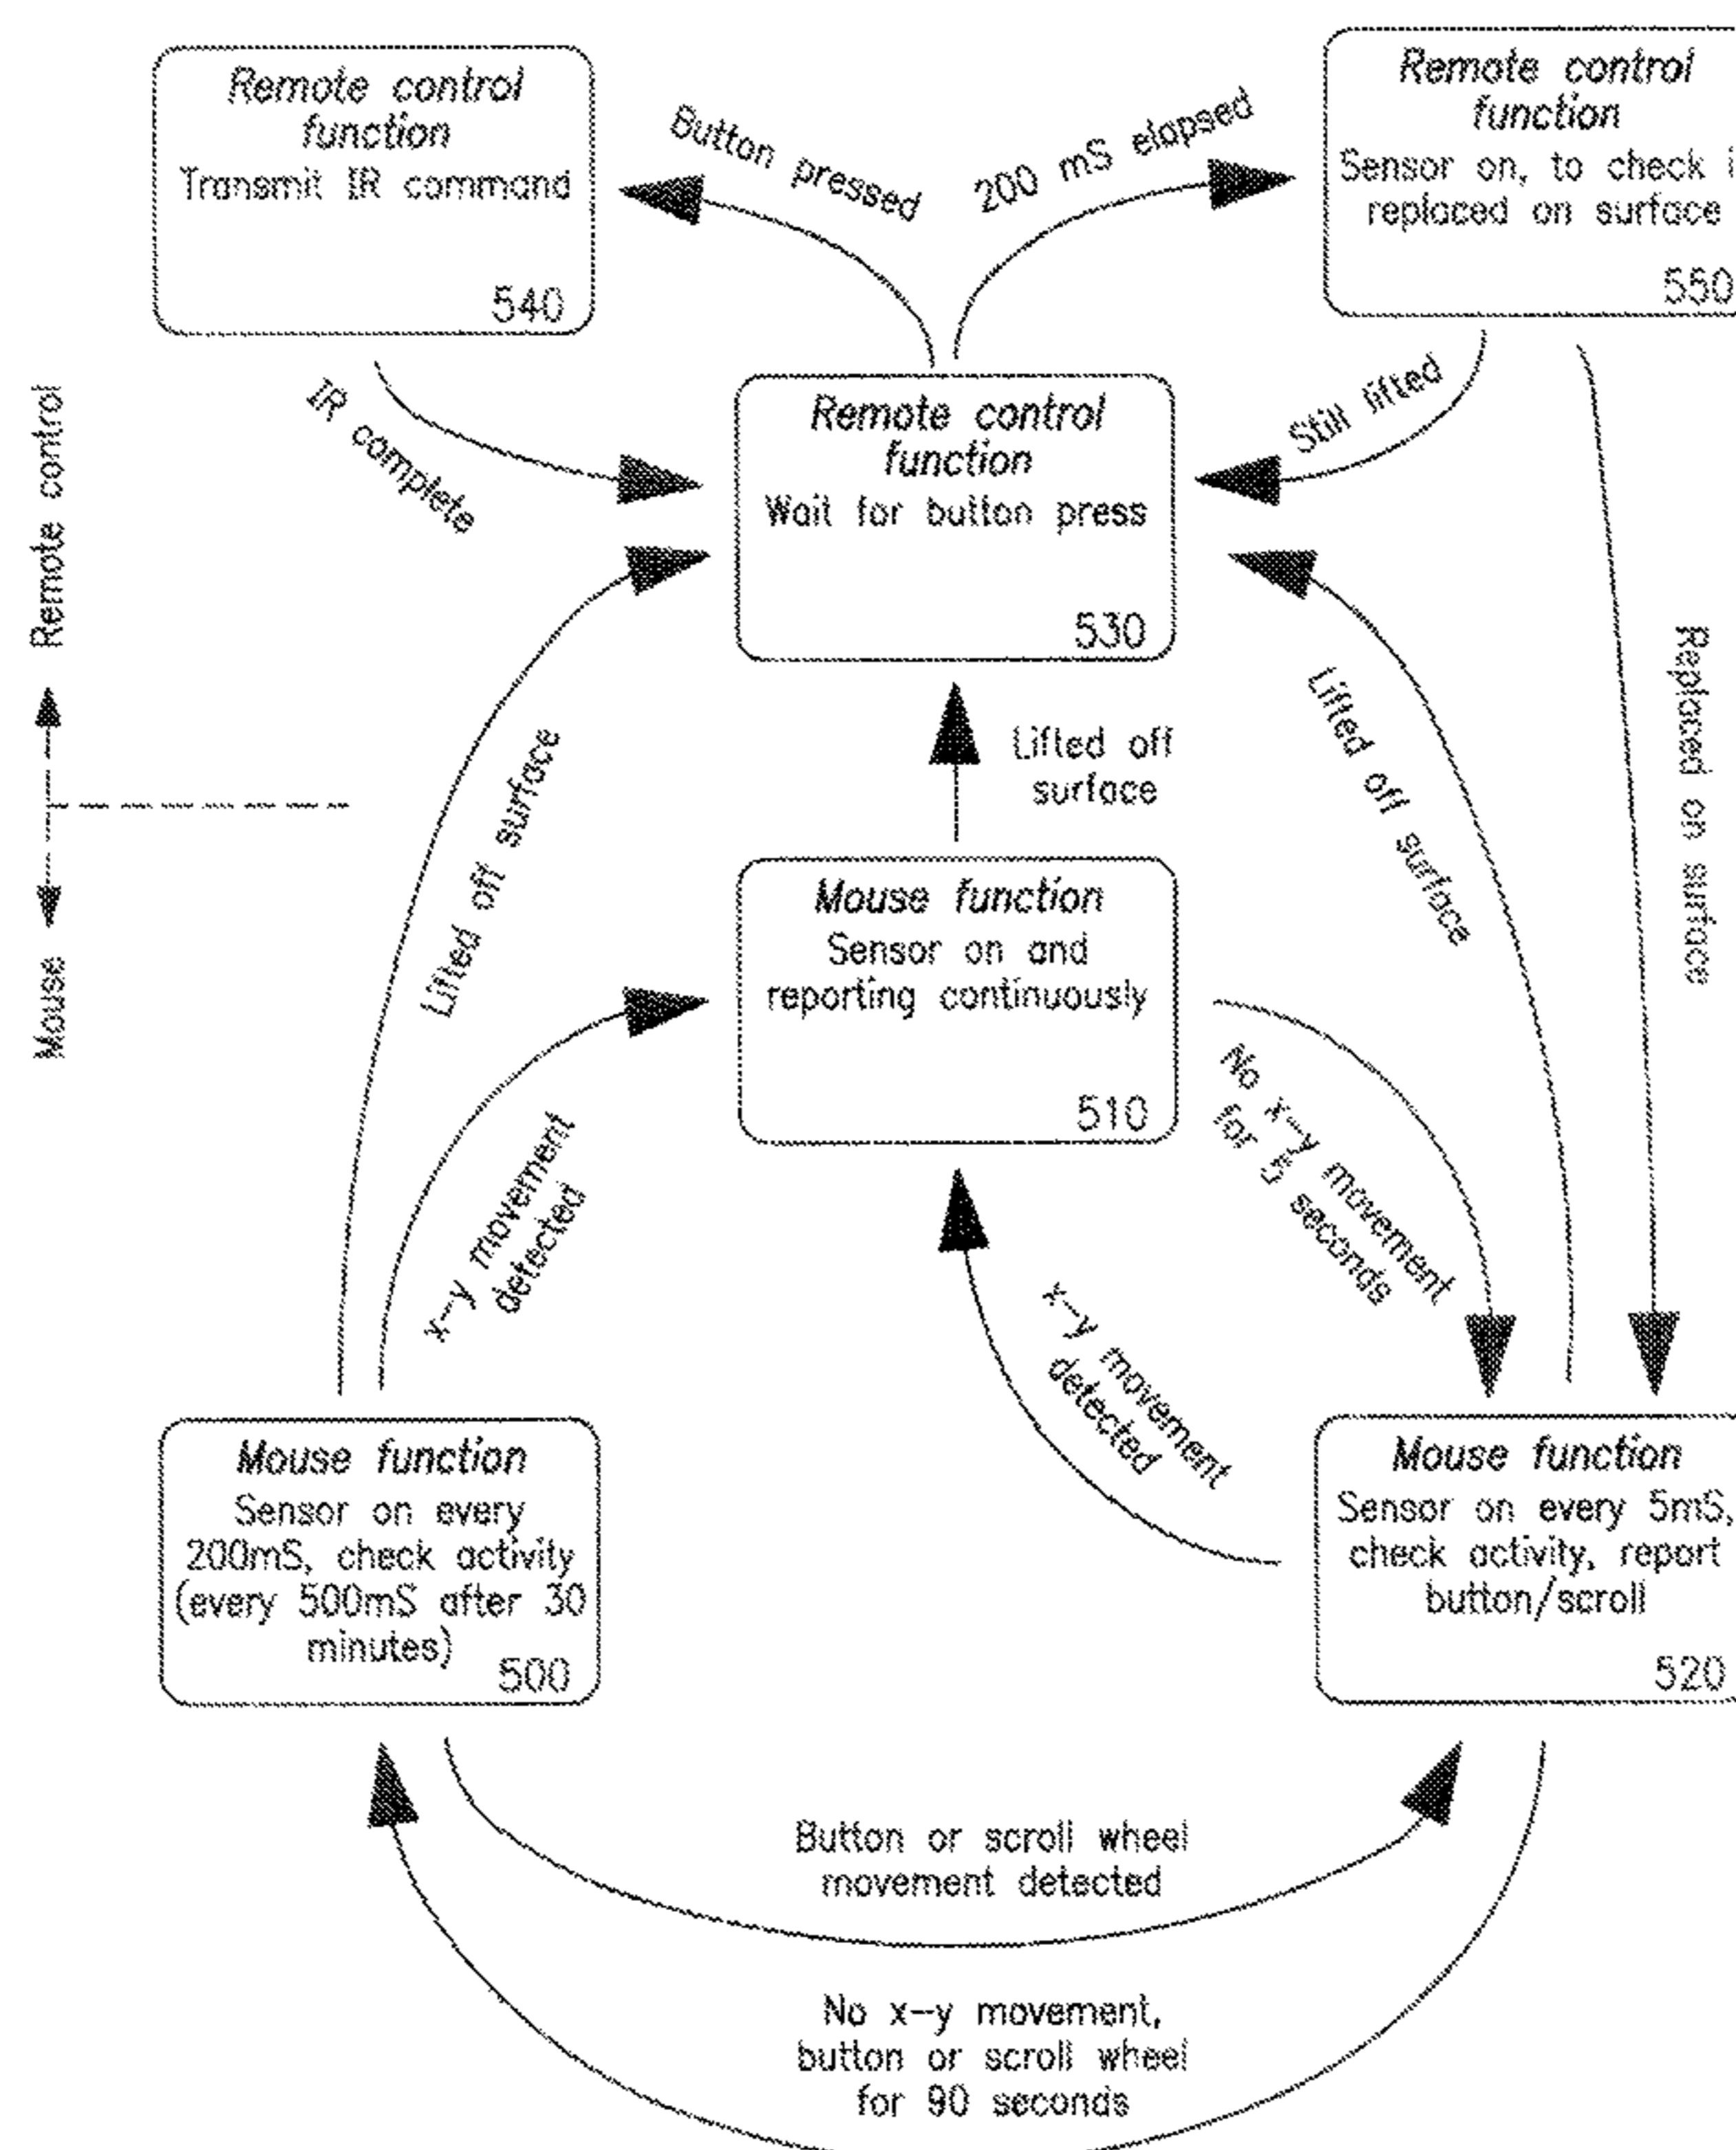 Remote control
function
Transmit IR command
540
Button pressed
200 mS elapsed
Remote control
function
Sensor on, to check
replaced on surface
550
IR complete
Still lifted
Remote control
function
Wait for button press
530
Remote control
Mouse
Lifted off surface
Lifted off
surface
Lifted off surface
Replaced on surface
Mouse function
Sensor on and
reporting continuously
510
x-y movement
detected
No x-y movement
for 5 seconds
x-y movement
detected
Mouse function
Sensor on every
200mS, check activity
(every 500mS after 30
minutes)
500
Mouse function
Sensor on every 5mS,
check activity, report
button/scroll
520
Button or scroll wheel
movement detected
No x-y movement,
button or scroll wheel
for 90 seconds